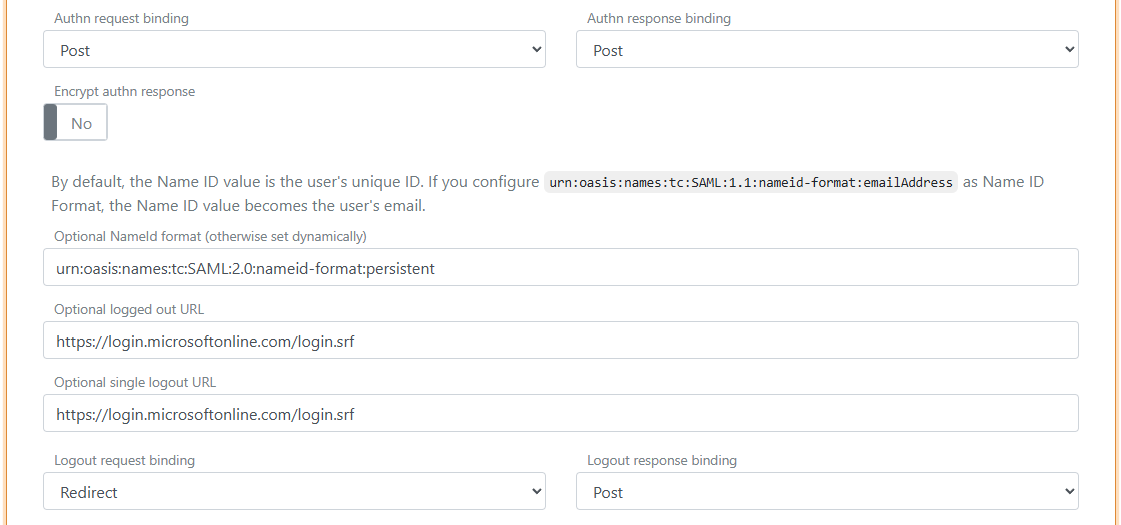 Authn request binding
Authn response binding
Post
Post
Encrypt authn response
No
By default, the Name ID value is the user's unique ID. If you configure urn:oasis:names:tc:SAML:1.1:nameid-format:emailAddress as Name ID
Format, the Name ID value becomes the user's email.
Optional NameId format (otherwise set dynamically)
urn:oasis:names:tc:SAML:2.0:nameid-format:persistent
Optional logged out URL
https://login.microsoftonline.com/login.srf
Optional single logout URL
https://login.microsoftonline.com/login.srf
Logout request binding
Logout response binding
Redirect
Post